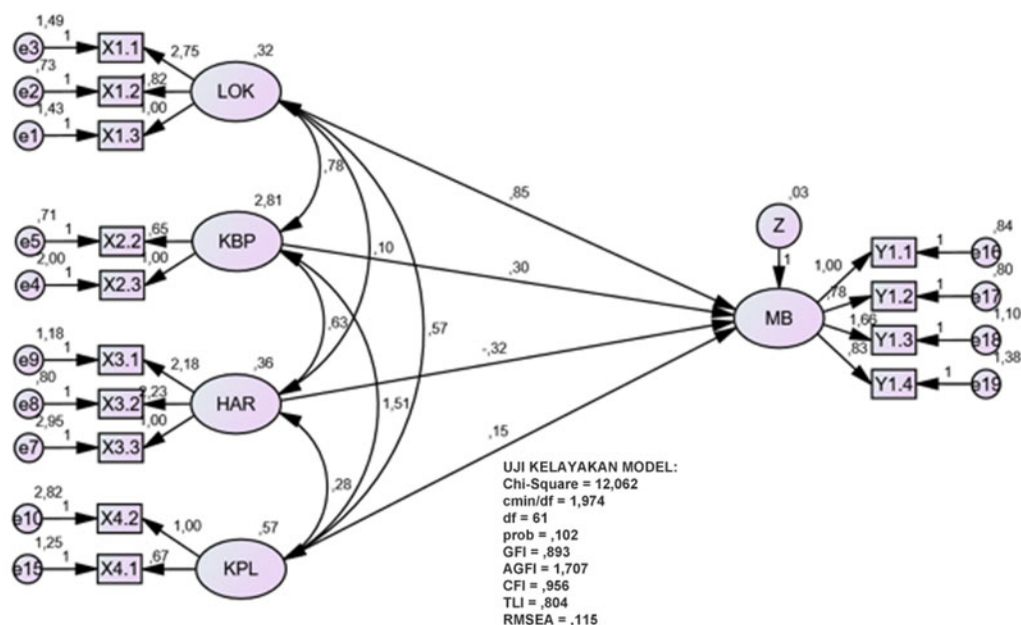 1,49
e3 1 X1.1 2,75 ,32
,73
e2 1 X1.2 1,82 LOK
1,43
e1 1 X1.3 1,00
,78
,85
2,81
,71
e5 1 X2.2 ,65 KBP
2,00
e4 1 X2.3 1,00
,10
,30
,63
,57
1,18
e9 1 X3.1 2,18 ,36
,80
e8 1 X3.2 2,23 HAR
2,95
e7 1 X3.3 1,00
-,32
1,51
,15
,28
2,82
e10 1 X4.2 1,00 ,57
1,25
e15 1 X4.1 ,67 KPL
,03
Z
1
MB
1,00 Y1.1 1 e16 ,84
,78 Y1.2 1 e17 ,80
1,66 Y1.3 1 e18 1,10
,83 Y1.4 1 e19 1,38
UJI KELAYAKAN MODEL:
Chi-Square = 12,062
cmin/df = 1,974
df = 61
prob = ,102
GFI = ,893
AGFI = 1,707
CFI = ,956
TLI = ,804
RMSEA = ,115